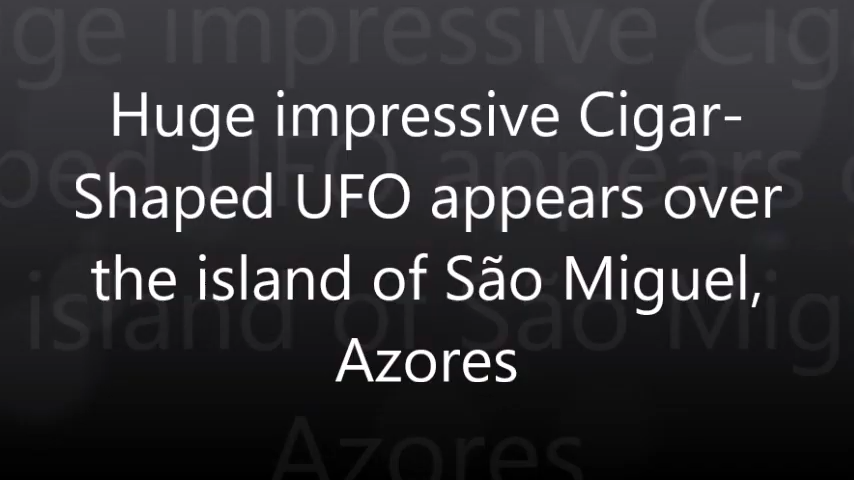 Huge impressive Cigar-
Shaped UFO appears over
the island of São Miguel,
Azores